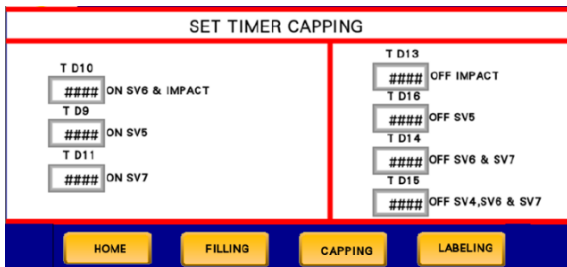 SET TIMER CAPPING
T D10
#### ON SV6 & IMPACT
T D9
#### ON SV5
T D11
#### ON SV7
T D13
#### OFF IMPACT
T D16
#### OFF SV5
T D14
#### OFF SV6 & SV7
T D15
#### OFF SV4,SV6 & SV7
HOME
FILLING
CAPPING
LABELING